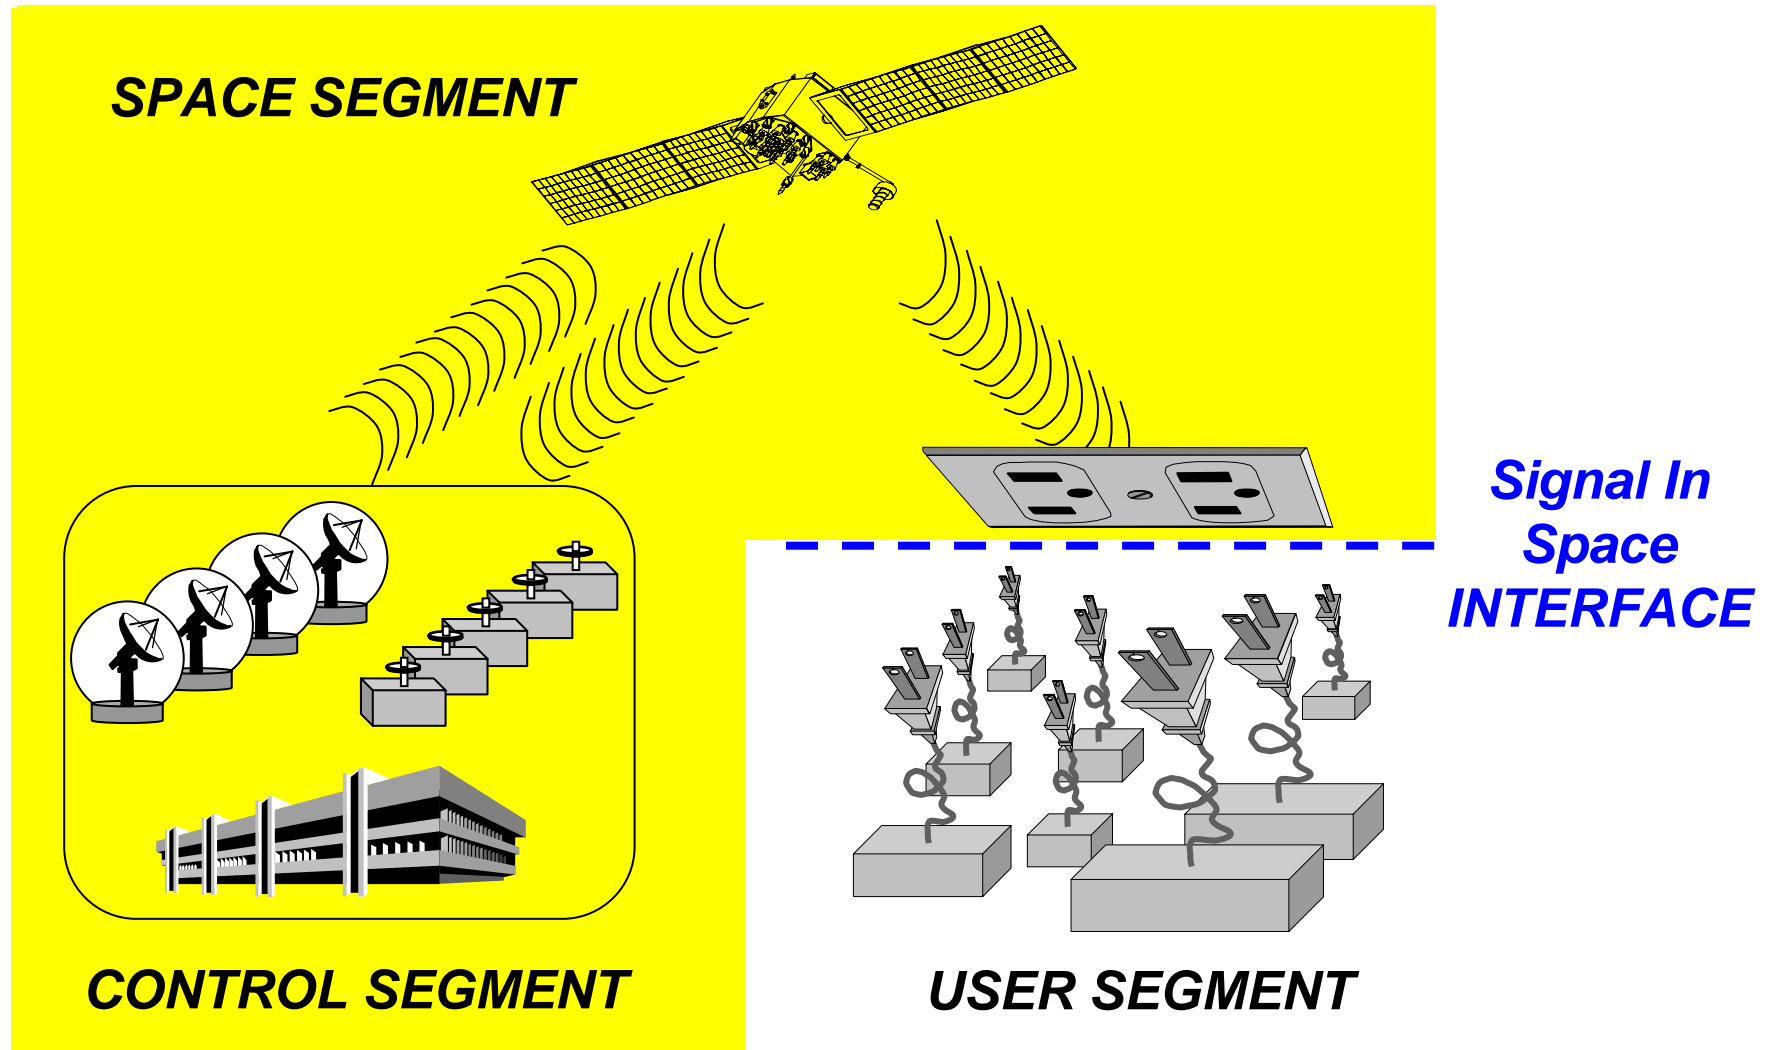 SPACE SEGMENT
Signal In
Space
INTERFACE
CONTROL SEGMENT
USER SEGMENT